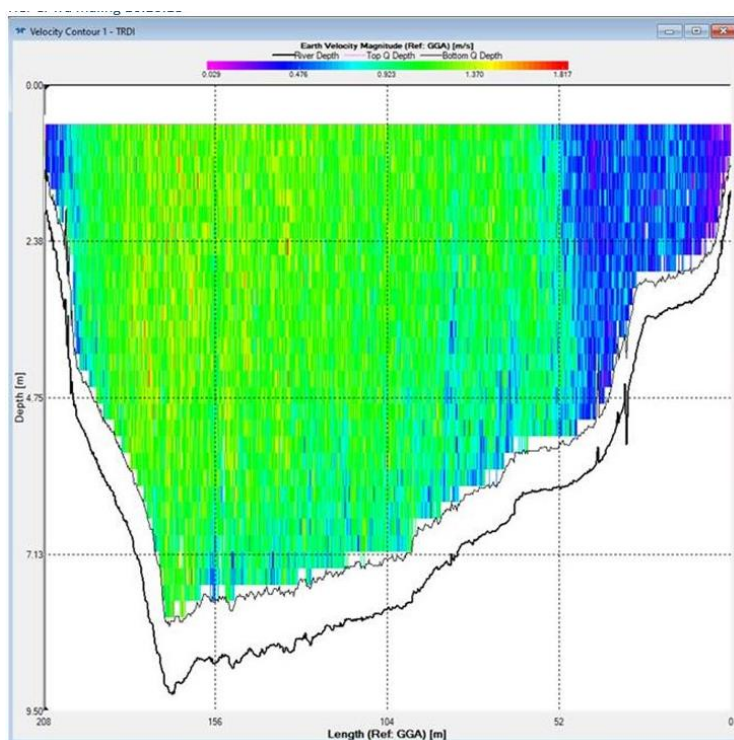 Velocity Contour 1 - TRDI
Earth Velocity Magnitude (Ref: GGA) [m/s]
River Depth Top Q Depth Bottom Q Depth
0.029 0.476 0.923 1.370 1.817
0.00
2.38
4.75
7.13
9.50
Depth [m]
208 156 104 52 0
Length (Ref: GGA) [m]